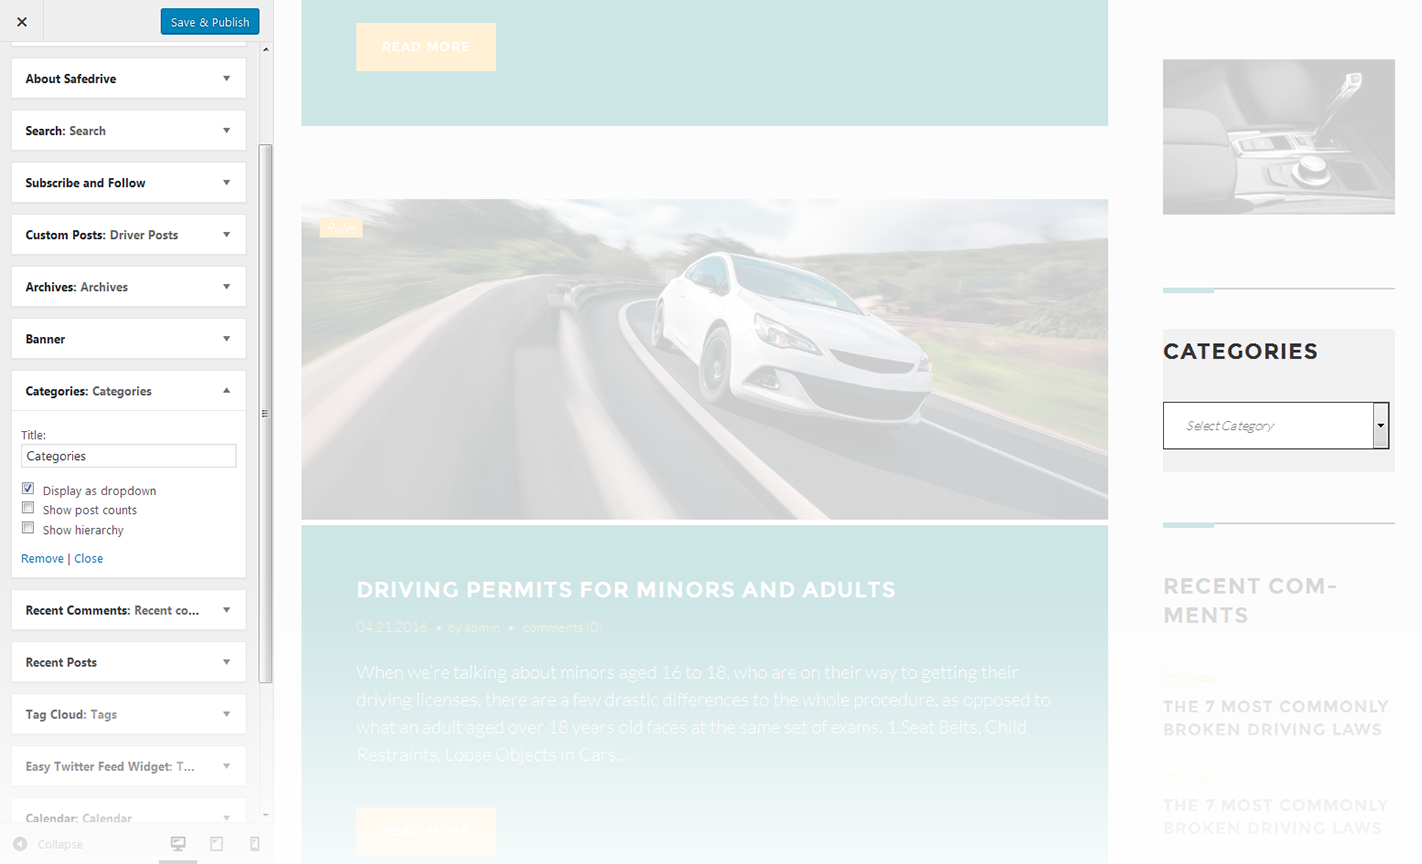 Save & Publish
About Safedrive
Search: Search
Subscribe and Follow
Custom Posts: Driver Posts
Archives: Archives
Banner
Categories: Categories
Title:
Categories
Display as dropdown
Show post counts
Show hierarchy
Remove | Close
Recent Comments: Recent co...
Recent Posts
Tag Cloud: Tags
Easy Twitter Feed Widget: T...
Calendar: Calendar
Collapse
READ MORE
Rules
DRIVING PERMITS FOR MINORS AND ADULTS
04.21.2016 • by admin • comments (0)
When we're talking about minors aged 16 to 18, who are on their way to getting their
driving licenses, there are a few drastic differences to the whole procedure, as opposed to
what an adult aged over 18 years old faces at the same set of exams. 1.Seat Belts, Child
Restraints, Loose Objects in Cars...
READ MORE
CATEGORIES
Select Category
RECENT COM-
MENTS
THE 7 MOST COMMONLY
BROKEN DRIVING LAWS
THE 7 MOST COMMONLY
BROKEN DRIVING LAWS